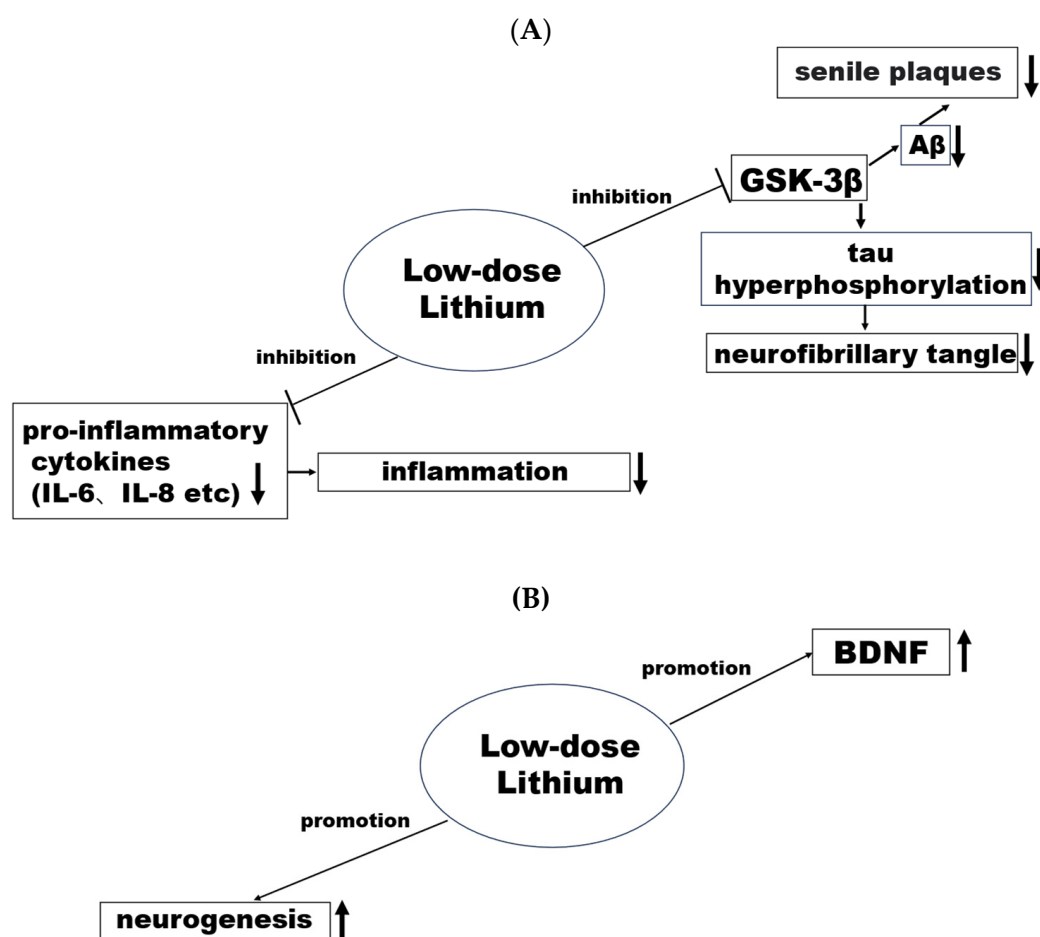 (A)
senile plaques
Aβ
GSK-3β
inhibition
tau
hyperphosphorylation
Low-dose
Lithium
neurofibrillary tangle
inhibition
pro-inflammatory
cytokines
(IL-6、IL-8 etc)
inflammation
(B)
BDNF
promotion
Low-dose
Lithium
promotion
neurogenesis